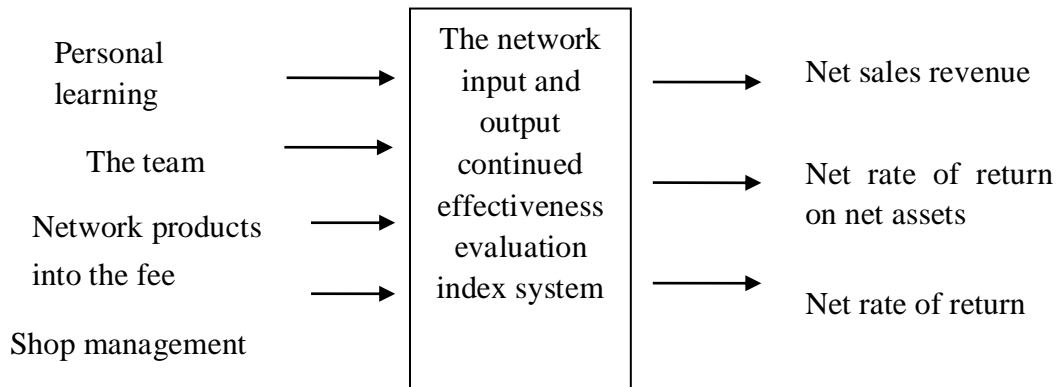 Personal
learning
The team
Network products
into the fee
Shop management
The network
input and
output
continued
effectiveness
evaluation
index system
Net sales revenue
Net rate of return
on net assets
Net rate of return